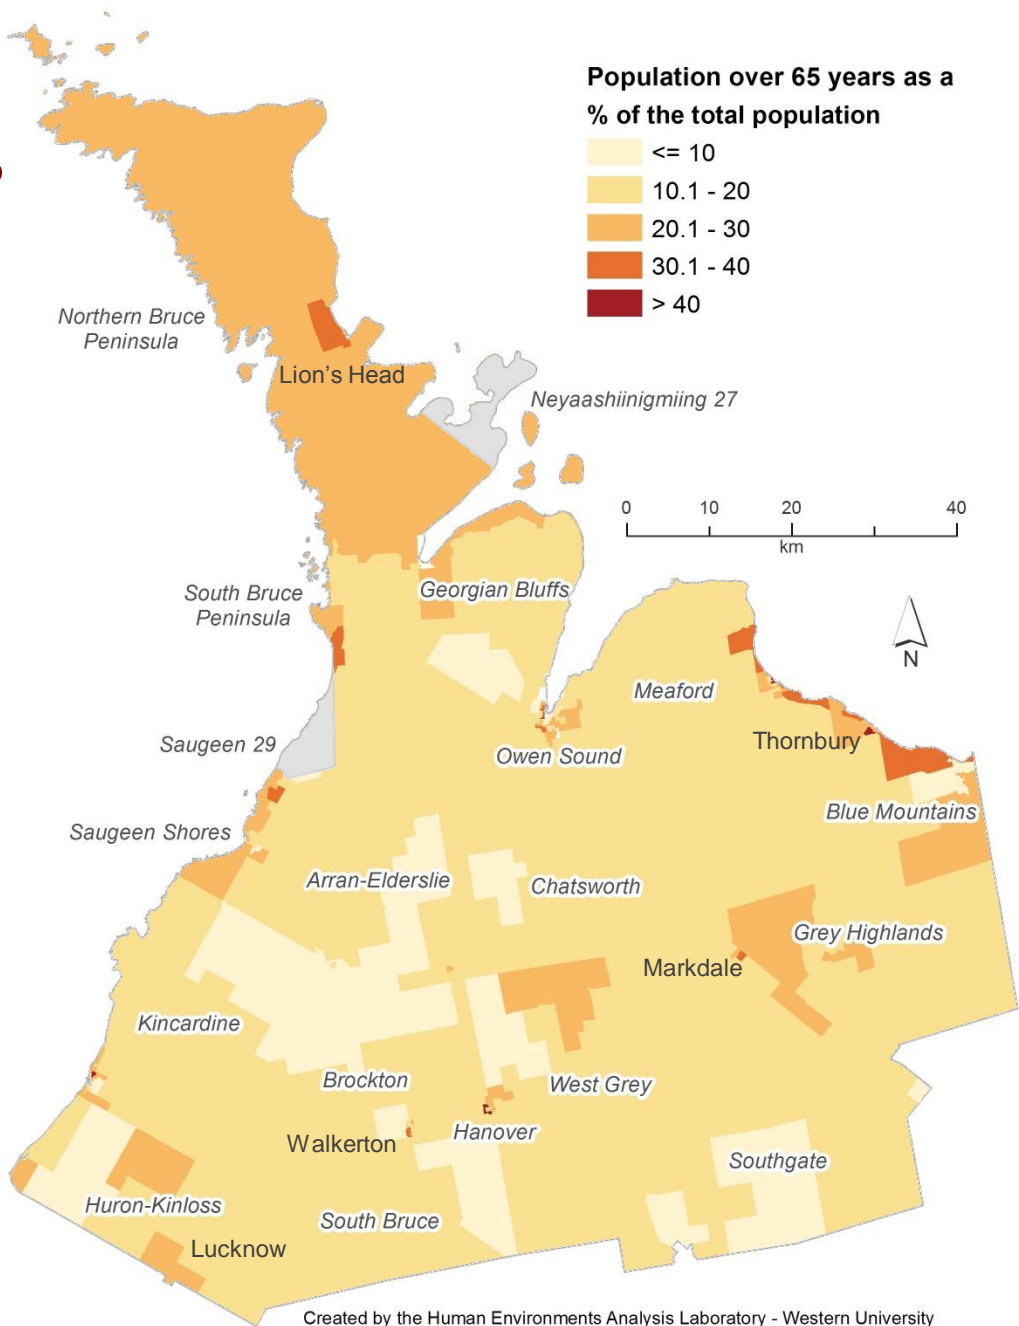 Population over 65 years as a
% of the total population
<= 10
10.1 - 20
20.1 - 30
30.1 - 40
> 40
Northern Bruce
Peninsula
Lion's Head
Neyaashiinigmiing 27
0 10 20 40
km
South Bruce
Peninsula
Georgian Bluffs
N
Meaford
Saugeen 29
Owen Sound
Thornbury
Saugeen Shores
Blue Mountains
Arran-Elderslie
Chatsworth
Grey Highlands
Markdale
Kincardine
Brockton
West Grey
Walkerton
Hanover
Southgate
Huron-Kinloss
South Bruce
Lucknow
Created by the Human Environments Analysis Laboratory - Western University